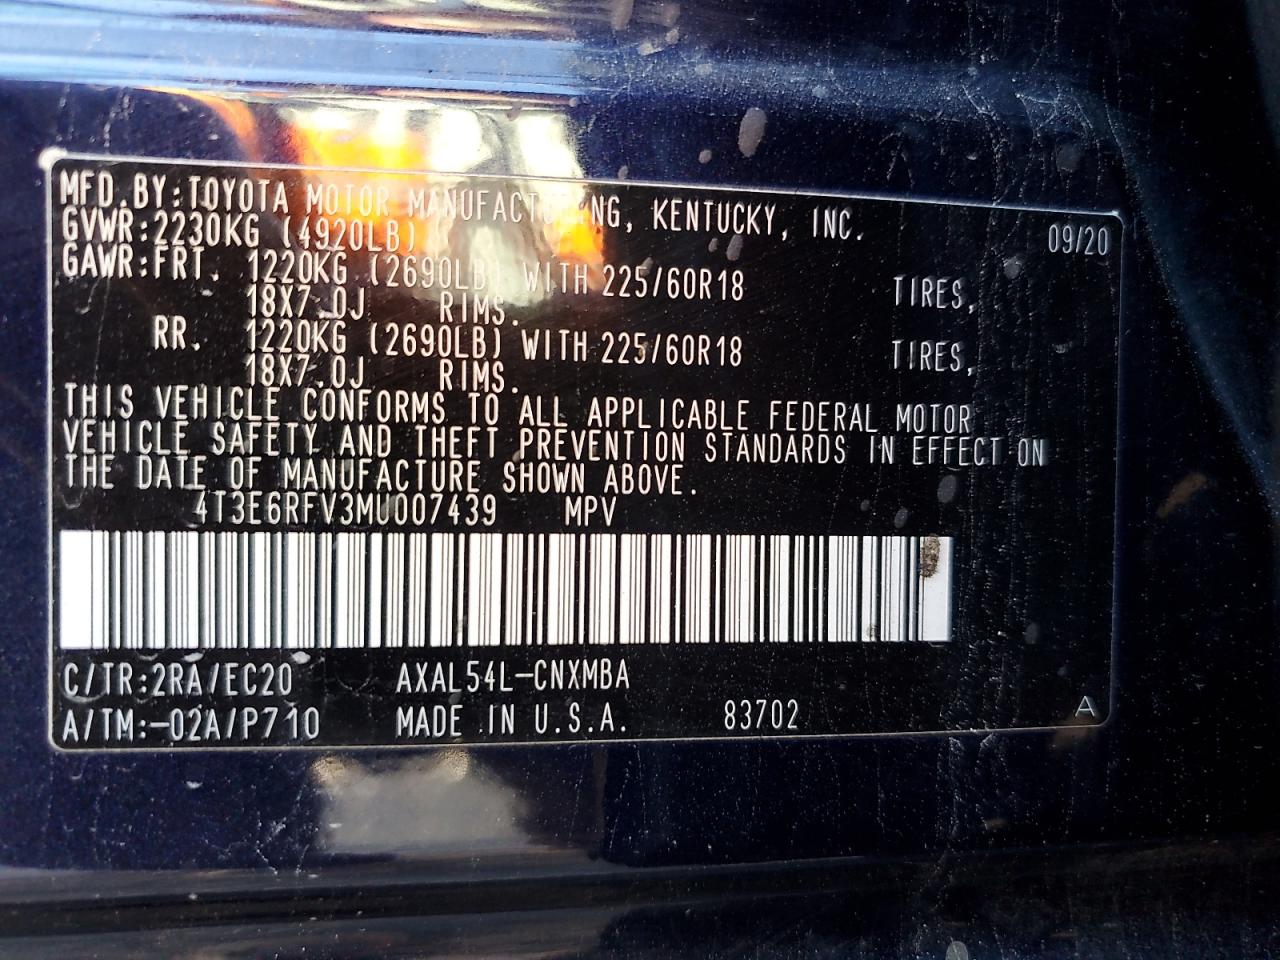 MFD.BY:TOYOTA MOTOR MANUFACTURING, KENTUCKY, INC.
GVWR:2230KG (4920LB) 09/20
GAWR:FRT. 1220KG (2690LB) WITH 225/60R18 TIRES,
18X7.0J RIMS.
RR. 1220KG (2690LB) WITH 225/60R18 TIRES,
18X7.0J RIMS.
THIS VEHICLE CONFORMS TO ALL APPLICABLE FEDERAL MOTOR
VEHICLE SAFETY AND THEFT PREVENTION STANDARDS IN EFFECT ON
THE DATE OF MANUFACTURE SHOWN ABOVE.
4T3E6RFV3MU007439 MPV
C/TR:2RA/EC20 AXAL54L-CNXMBA
A/TM:-02A/P710 MADE IN U.S.A. 83702 A